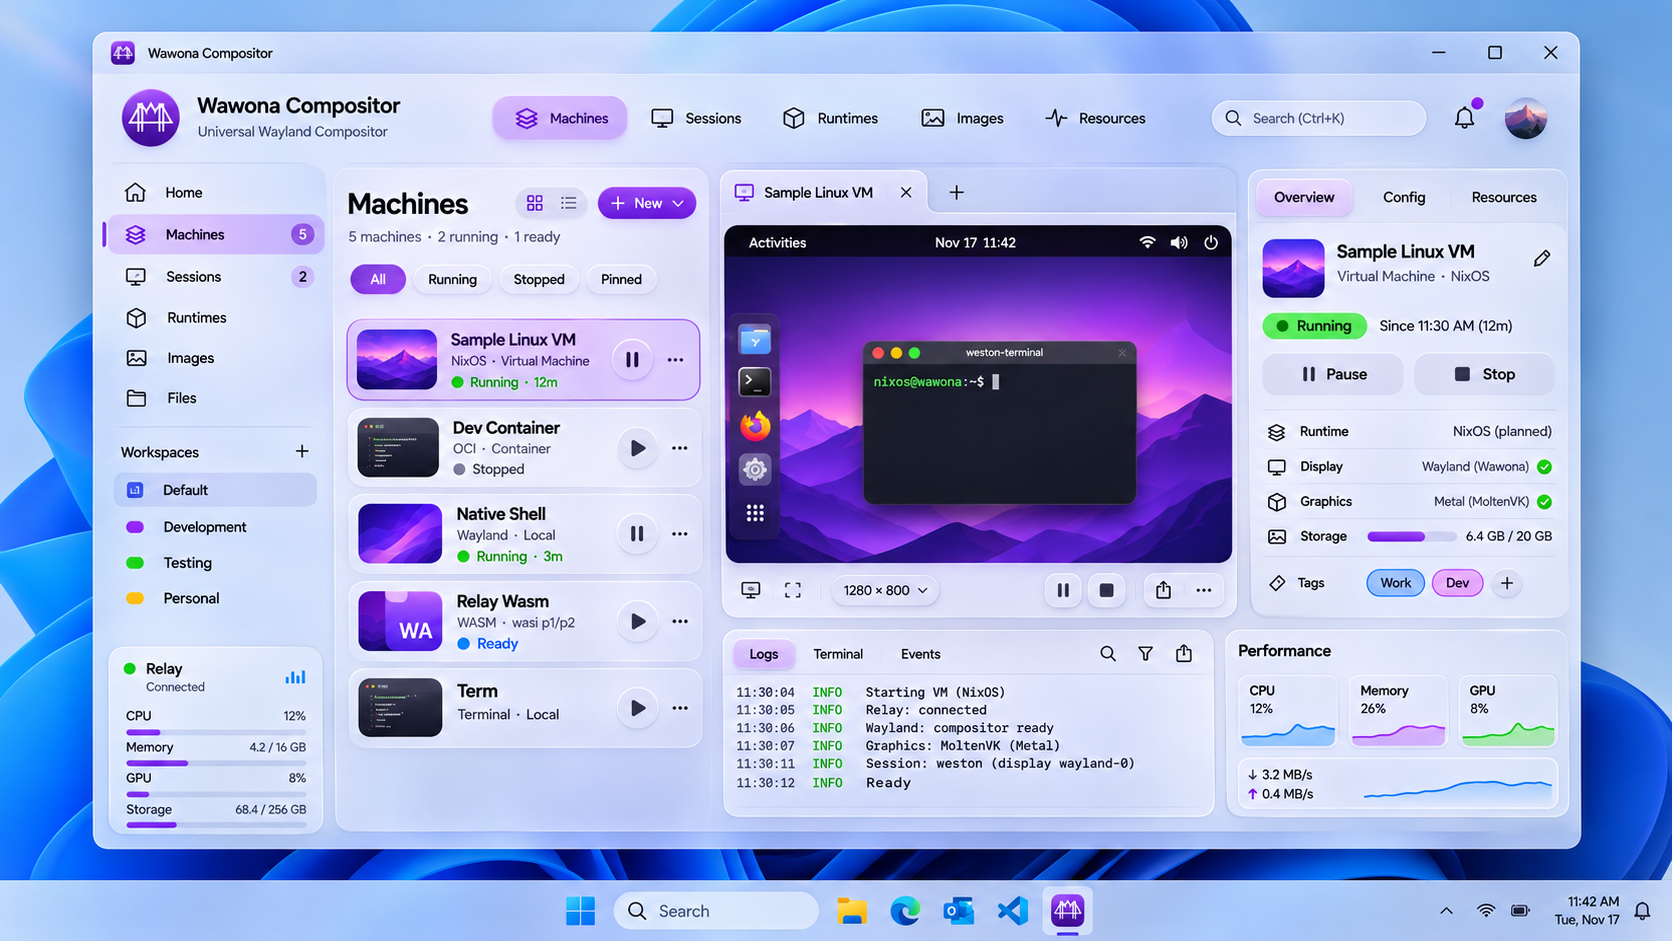 Wawona Compositor
Wawona Compositor
Universal Wayland Compositor
Machines
Sessions
Runtimes
Images
Resources
Search (Ctrl+K)
Home
Machines 5
Sessions 2
Runtimes
Images
Files
Workspaces
Default
Development
Testing
Personal
Relay
Connected
CPU 12%
Memory 4.2 / 16 GB
GPU 8%
Storage 68.4 / 256 GB
Machines
New
5 machines · 2 running · 1 ready
All
Running
Stopped
Pinned
Sample Linux VM
NixOS · Virtual Machine
Running · 12m
Dev Container
OCI · Container
Stopped
Native Shell
Wayland · Local
Running · 3m
WA
Relay Wasm
WASM · wasi p1/p2
Ready
Term
Terminal · Local
Sample Linux VM
Activities
Nov 17 11:42
weston-terminal
nixos@wawona:~$
1280 × 800
Logs
Terminal
Events
11:30:04 INFO Starting VM (NixOS)
11:30:05 INFO Relay: connected
11:30:06 INFO Wayland: compositor ready
11:30:07 INFO Graphics: MoltenVK (Metal)
11:30:11 INFO Session: weston (display wayland-0)
11:30:12 INFO Ready
Overview
Config
Resources
Sample Linux VM
Virtual Machine · NixOS
Running
Since 11:30 AM (12m)
Pause
Stop
Runtime NixOS (planned)
Display Wayland (Wawona)
Graphics Metal (MoltenVK)
Storage 6.4 GB / 20 GB
Tags Work Dev
Performance
CPU
12%
Memory
26%
GPU
8%
3.2 MB/s
0.4 MB/s
Search
11:42 AM
Tue, Nov 17